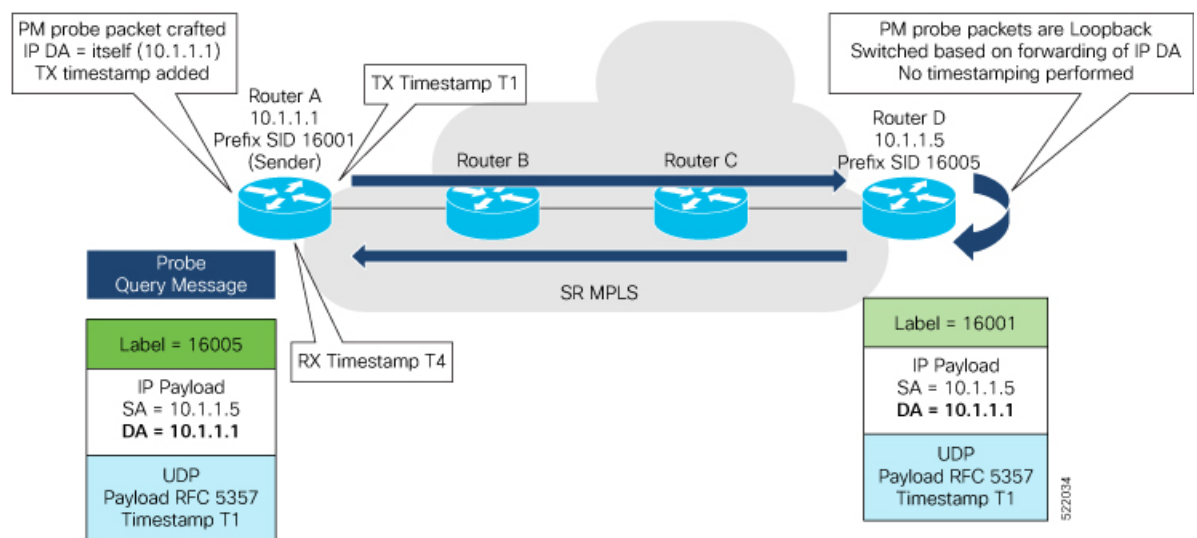 PM probe packet crafted
IP DA = itself (10.1.1.1)
TX timestamp added
TX Timestamp T1
PM probe packets are Loopback
Switched based on forwarding of IP DA
No timestamping performed
Router A
10.1.1.1
Prefix SID 16001
(Sender)
Router B
Router C
Router D
10.1.1.5
Prefix SID 16005
Probe
Query Message
SR MPLS
RX Timestamp T4
Label = 16005
IP Payload
SA = 10.1.1.5
DA = 10.1.1.1
UDP
Payload RFC 5357
Timestamp T1
Label = 16001
IP Payload
SA = 10.1.1.5
DA = 10.1.1.1
UDP
Payload RFC 5357
Timestamp T1
522034